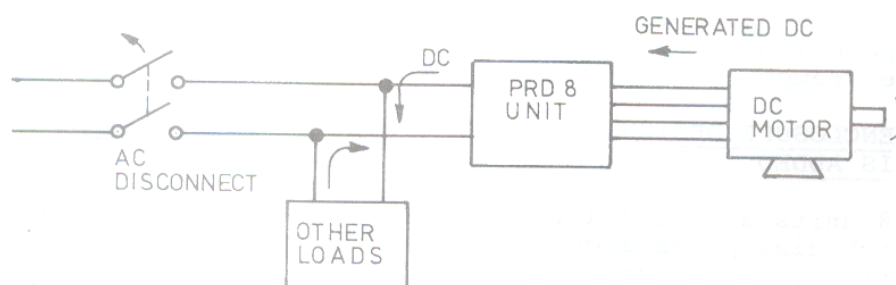 GENERATED DC
DC
PRD 8
UNIT
DC
MOTOR
AC
DISCONNECT
OTHER
LOADS